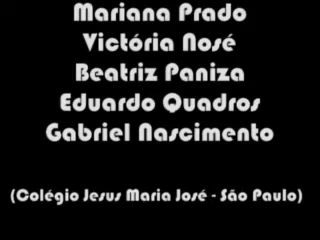 Mariana Prado
Victória Nosé
Beatriz Paniza
Eduardo Quadros
Gabriel Nascimento
(Colégio Jesus Maria José - São Paulo)